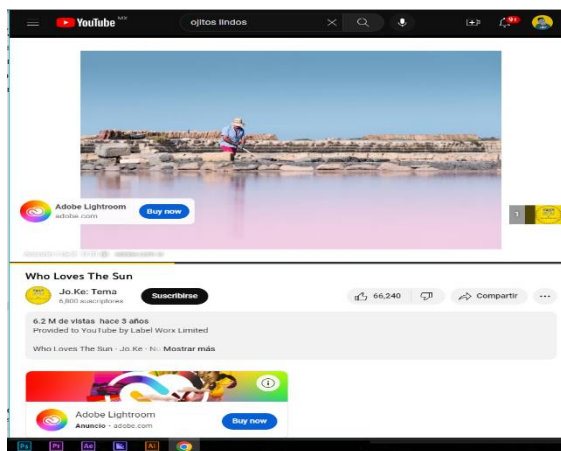 YouTube MX
ojitos lindos
9+
Adobe Lightroom
adobe.com
Buy now
1
Who Loves The Sun
Jo.Ke: Tema
6,800 suscriptores
Suscribirse
66,240
Compartir
6.2 M de vistas hace 3 años
Provided to YouTube by Label Worx Limited
Who Loves The Sun · Jo.Ke · Mostrar más
Adobe Lightroom
Anuncio · adobe.com
Buy now
Ps Pr Ae Ai